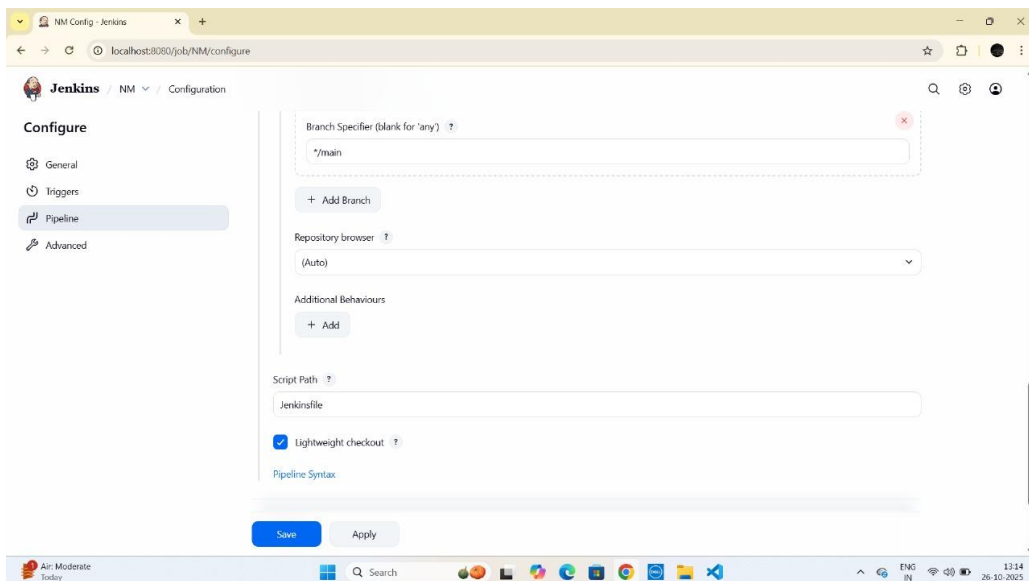 NM Config - Jenkins
localhost:8080/job/NM/configure
Jenkins / NM / Configuration
Configure
General
Triggers
Pipeline
Advanced
Branch Specifier (blank for 'any') ?
*/main
+ Add Branch
Repository browser ?
(Auto)
Additional Behaviours
+ Add
Script Path ?
Jenkinsfile
Lightweight checkout ?
Pipeline Syntax
Save
Apply
1
Air: Moderate
Today
Search
ENG
IN
13:14
26-10-2025